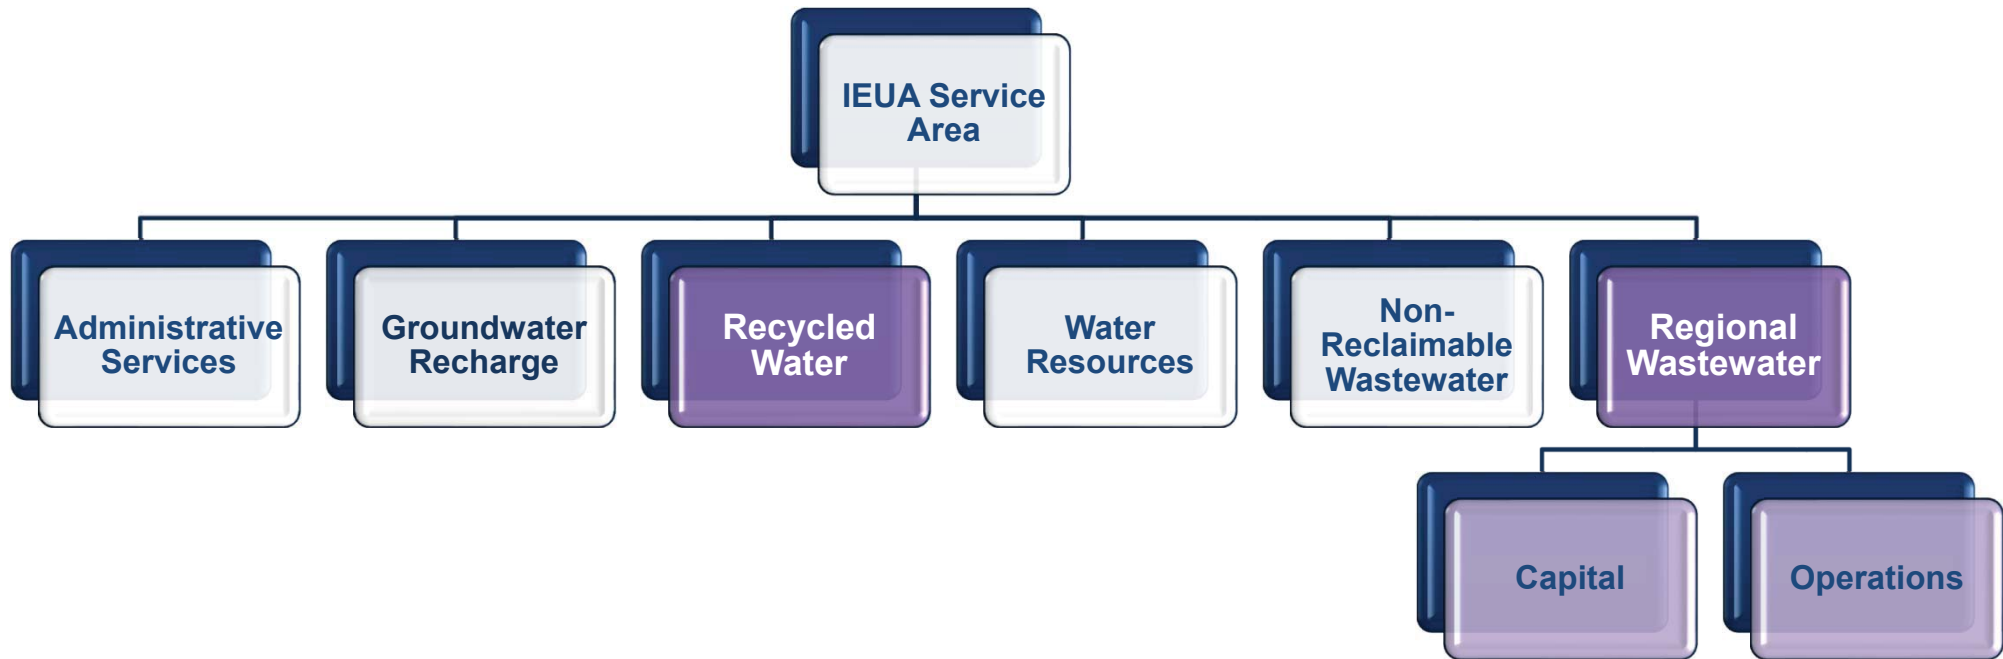 IEUA Service
Area
Administrative
Services
Groundwater
Recharge
Recycled
Water
Water
Resources
Non-
Reclaimable
Wastewater
Regional
Wastewater
Capital
Operations